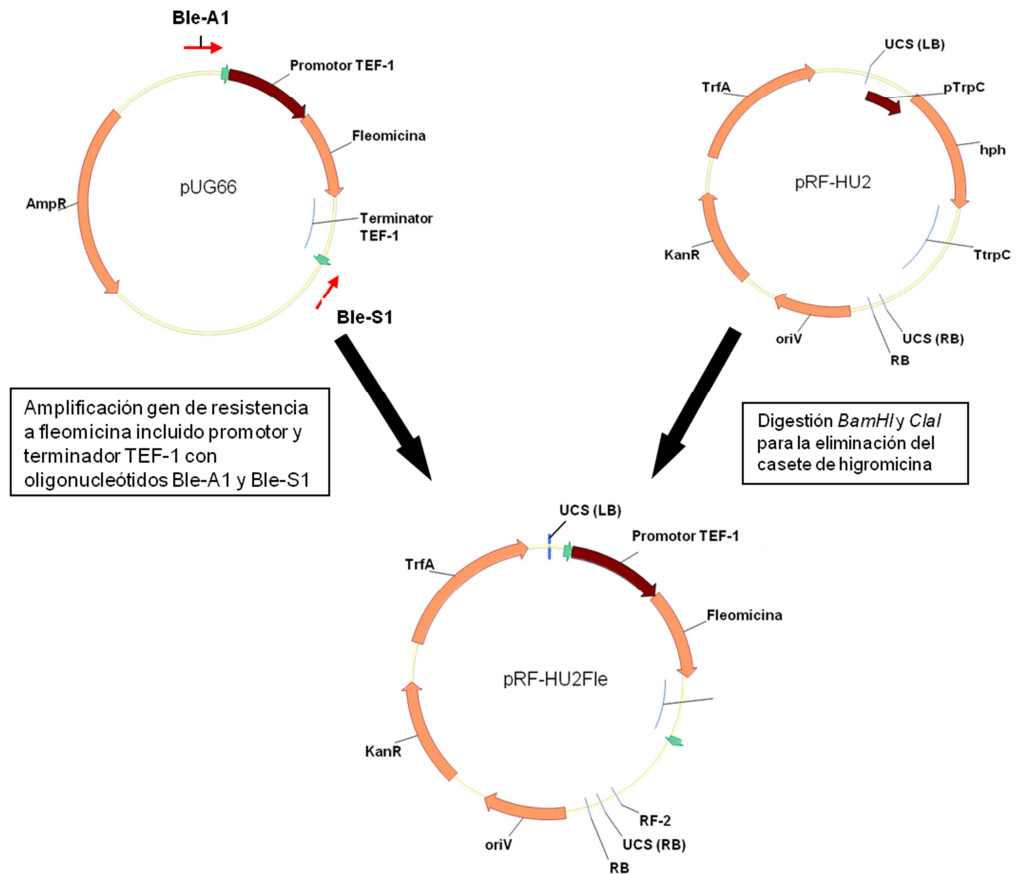 Ble-A1
Promotor TEF-1
Fleomicina
pUG66
AmpR
Terminator
TEF-1
Ble-S1
UCS (LB)
pTrpC
TrfA
hph
pRF-HU2
KanR
TtrpC
oriV
UCS (RB)
RB
Amplificación gen de resistencia
a fleomicina incluido promotor y
terminador TEF-1 con
oligonucleótidos Ble-A1 y Ble-S1
Digestión BamHI y ClaI
para la eliminación del
casete de higromicina
UCS (LB)
Promotor TEF-1
TrfA
Fleomicina
pRF-HU2Fle
KanR
RF-2
oriV
UCS (RB)
RB